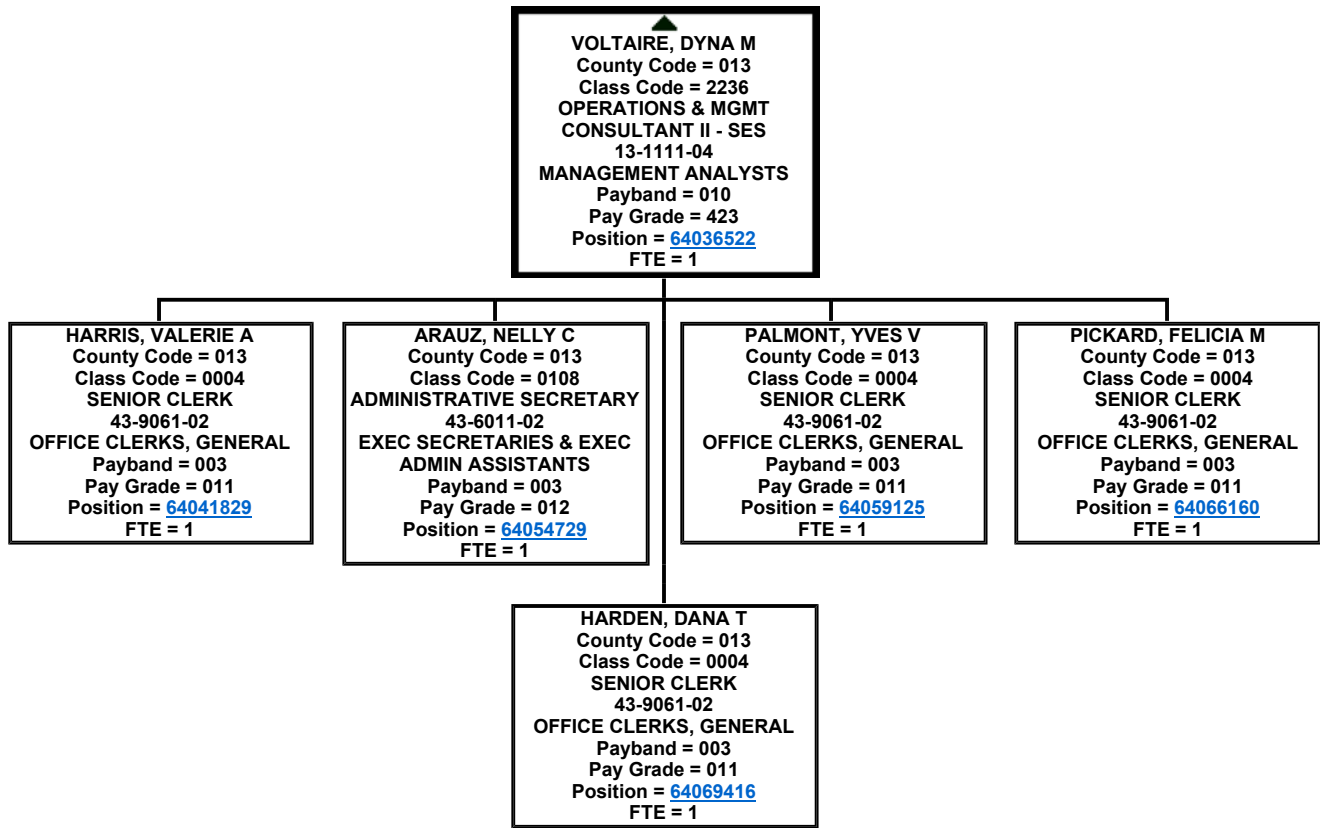 VOLTAIRE, DYNA M
County Code = 013
Class Code = 2236
OPERATIONS & MGMT
CONSULTANT II - SES
13-1111-04
MANAGEMENT ANALYSTS
Payband = 010
Pay Grade = 423
Position = 64036522
FTE = 1
HARRIS, VALERIE A
County Code = 013
Class Code = 0004
SENIOR CLERK
43-9061-02
OFFICE CLERKS, GENERAL
Payband = 003
Pay Grade = 011
Position = 64041829
FTE = 1
ARAUZ, NELLY C
County Code = 013
Class Code = 0108
ADMINISTRATIVE SECRETARY
43-6011-02
EXEC SECRETARIES & EXEC
ADMIN ASSISTANTS
Payband = 003
Pay Grade = 012
Position = 64054729
FTE = 1
PALMONT, YVES V
County Code = 013
Class Code = 0004
SENIOR CLERK
43-9061-02
OFFICE CLERKS, GENERAL
Payband = 003
Pay Grade = 011
Position = 64059125
FTE = 1
PICKARD, FELICIA M
County Code = 013
Class Code = 0004
SENIOR CLERK
43-9061-02
OFFICE CLERKS, GENERAL
Payband = 003
Pay Grade = 011
Position = 64066160
FTE = 1
HARDEN, DANA T
County Code = 013
Class Code = 0004
SENIOR CLERK
43-9061-02
OFFICE CLERKS, GENERAL
Payband = 003
Pay Grade = 011
Position = 64069416
FTE = 1